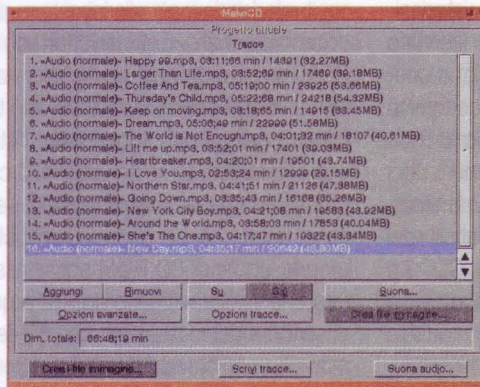 MakeCD
Progetto attuale
Tracce
1. «Audio (normale)» Happy 99.mp3, 03:11:66 min / 14391 (32.27MB)
2. «Audio (normale)» Larger Than Life.mp3, 03:52:69 min / 17469 (39.18MB)
3. «Audio (normale)» Coffee And Tea.mp3, 05:19:00 min / 23925 (53.66MB)
4. «Audio (normale)» Thursday's Child.mp3, 05:22:68 min / 24218 (54.32MB)
5. «Audio (normale)» Keep on moving.mp3, 03:18:65 min / 14915 (33.45MB)
6. «Audio (normale)» Dream.mp3, 05:06:49 min / 22999 (51.58MB)
7. «Audio (normale)» The World is Not Enough.mp3, 04:01:32 min / 18107 (40.61MB)
8. «Audio (normale)» Lift me up.mp3, 03:52:01 min / 17401 (39.03MB)
9. «Audio (normale)» Heartbreaker.mp3, 04:20:01 min / 19501 (43.74MB)
10. «Audio (normale)» I Love You.mp3, 02:53:24 min / 12999 (29.15MB)
11. «Audio (normale)» Northern Star.mp3, 04:41:51 min / 21126 (47.38MB)
12. «Audio (normale)» Going Down.mp3, 03:35:43 min / 16168 (36.26MB)
13. «Audio (normale)» New York City Boy.mp3, 04:21:08 min / 19583 (43.92MB)
14. «Audio (normale)» Around the World.mp3, 03:58:03 min / 17853 (40.04MB)
15. «Audio (normale)» She's The One.mp3, 04:17:47 min / 19322 (43.34MB)
16. «Audio (normale)» New Day.mp3, 04:35:17 min / 20642 (46.30MB)
Aggiungi Rimuovi Su Giù Suona...
Opzioni avanzate... Opzioni tracce... Crea file immagine...
Dim. totale: 66:48:19 min
Crea i file immagine... Scrivi tracce... Suona audio...